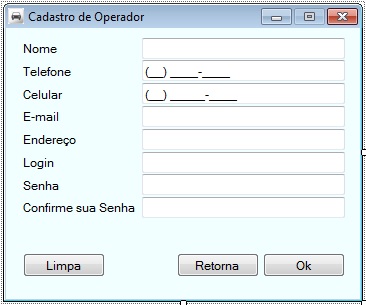 Cadastro de Operador
Nome
Telefone (__) ____-____
Celular (__) _____-____
E-mail
Endereço
Login
Senha
Confirme sua Senha
Limpa Retorna Ok